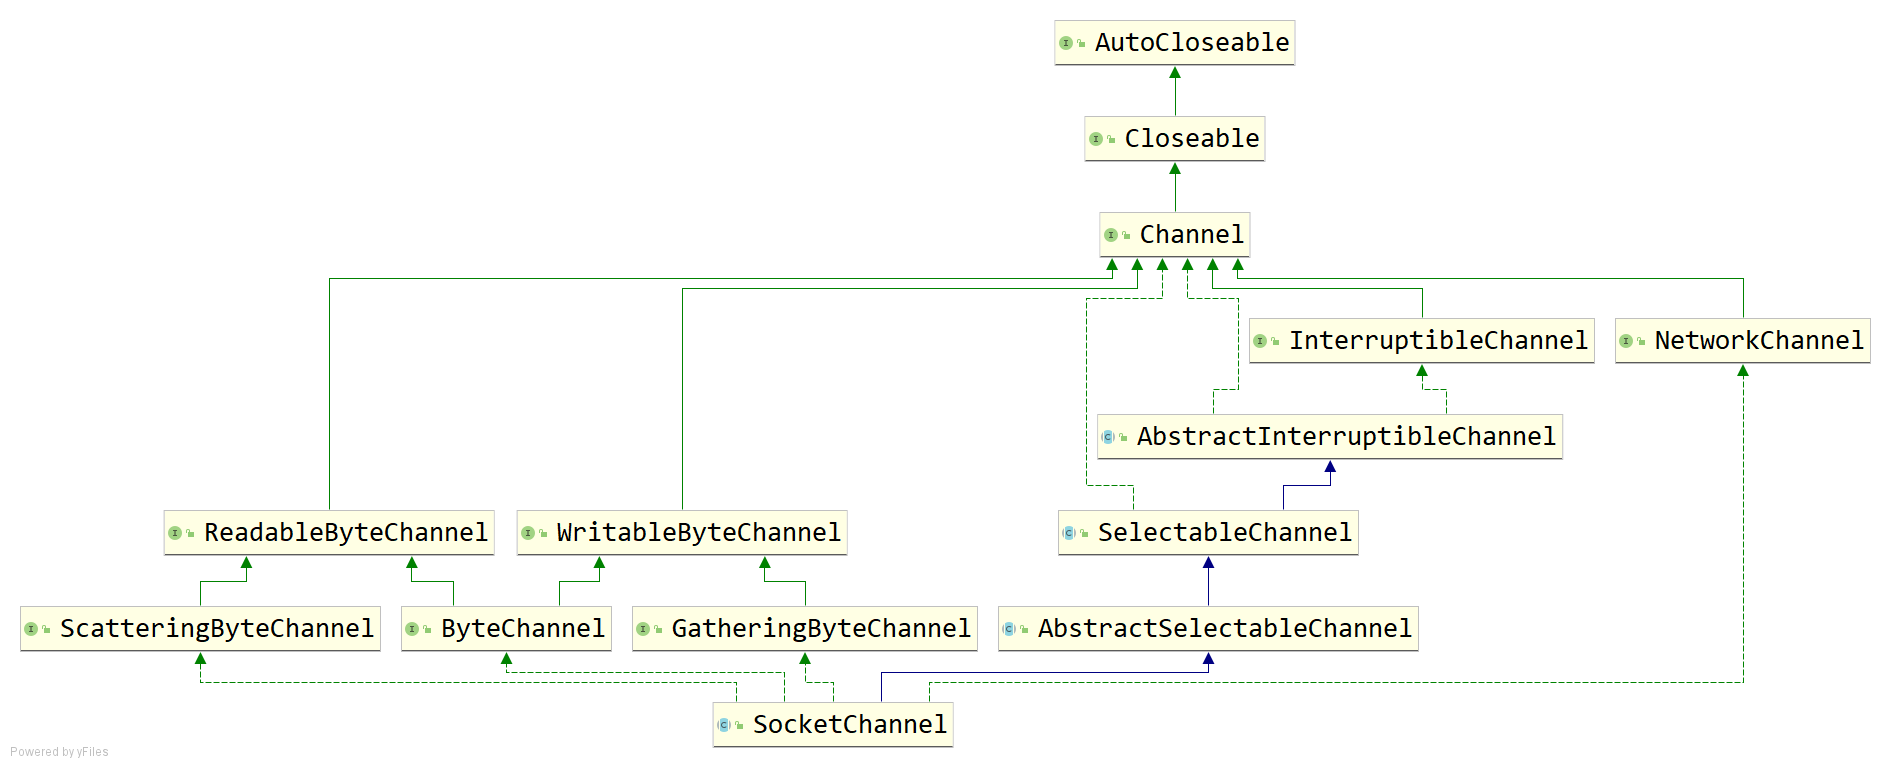 AutoCloseable
Closeable
Channel
InterruptibleChannel
NetworkChannel
AbstractInterruptibleChannel
ReadableByteChannel
WritableByteChannel
SelectableChannel
ScatteringByteChannel
ByteChannel
GatheringByteChannel
AbstractSelectableChannel
SocketChannel
Powered by yFiles